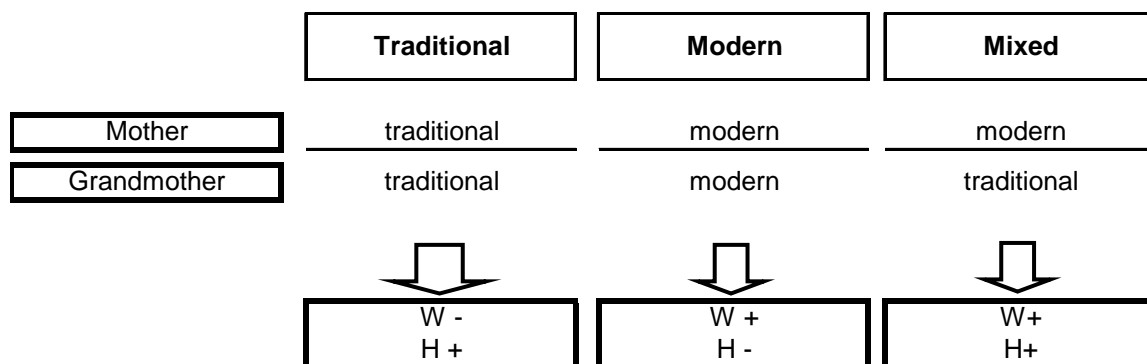 Traditional Modern Mixed
Mother traditional modern modern
Grandmother traditional modern traditional
W - W + W+
H + H - H+